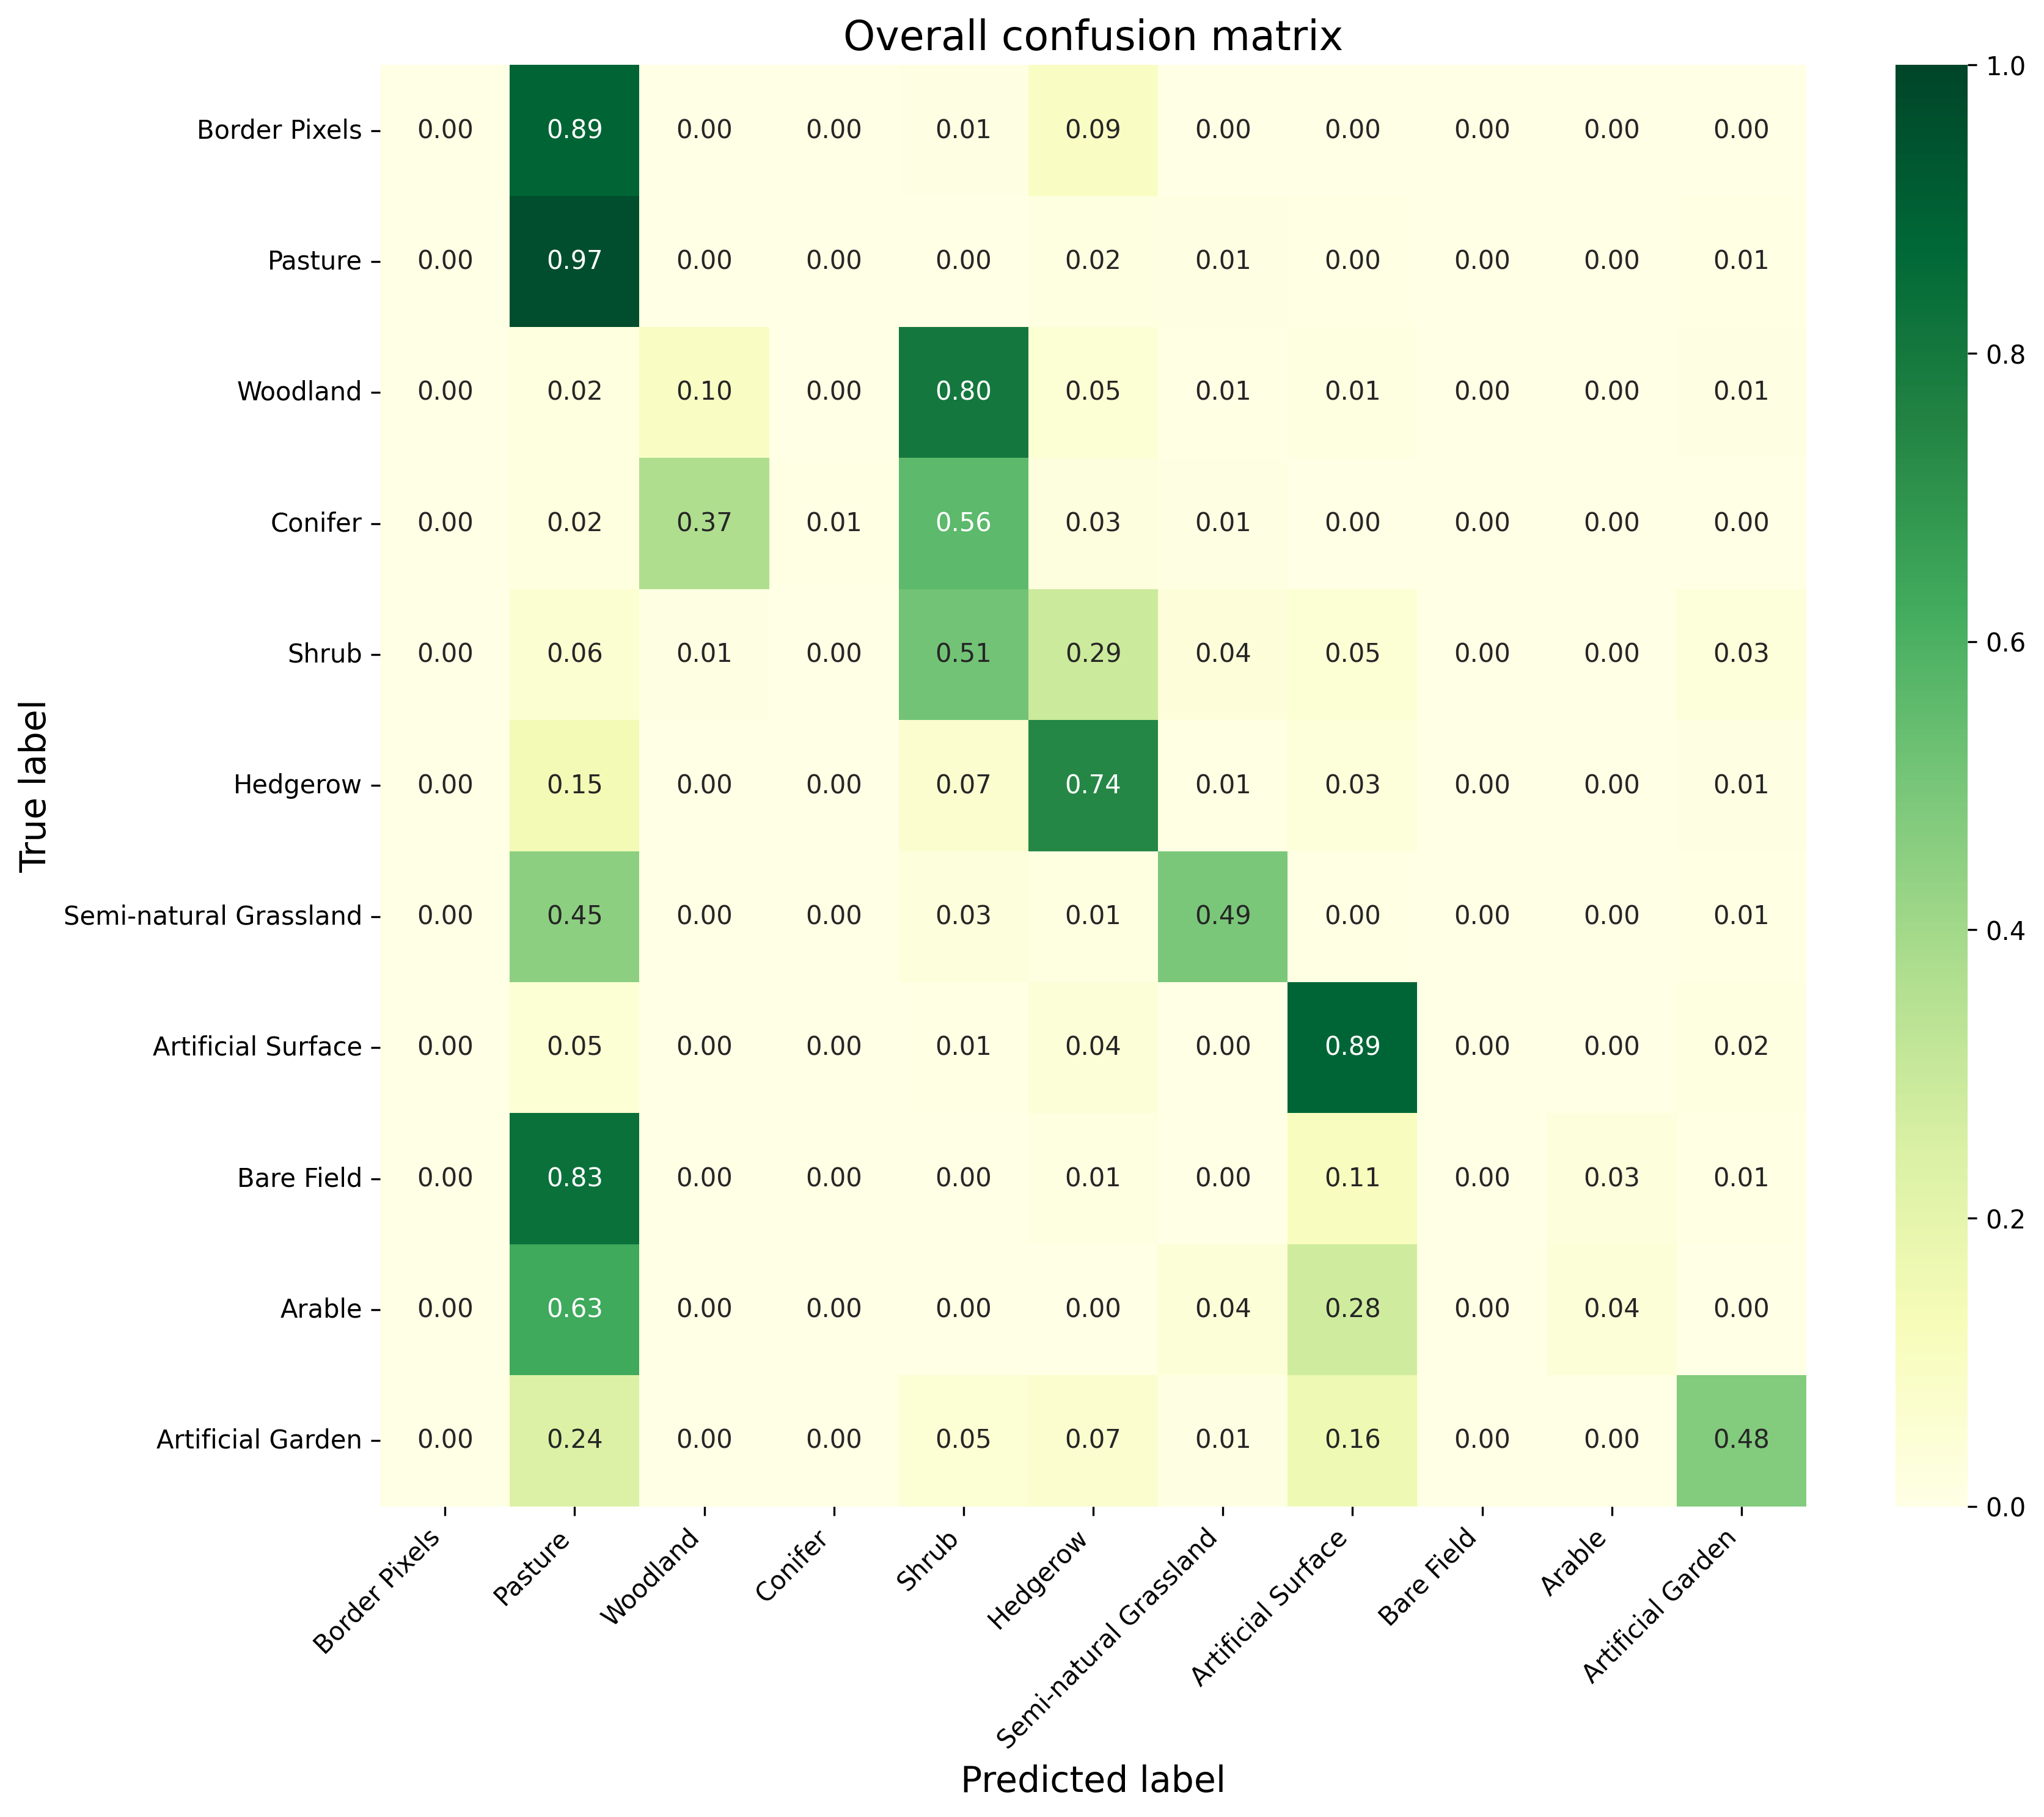 Overall confusion matrix
1.0
Border Pixels 0.00 0.89 0.00 0.00 0.01 0.09 0.00 0.00 0.00 0.00 0.00
Pasture 0.00 0.97 0.00 0.00 0.00 0.02 0.01 0.00 0.00 0.00 0.01
0.8
Woodland 0.00 0.02 0.10 0.00 0.80 0.05 0.01 0.01 0.00 0.00 0.01
Conifer 0.00 0.02 0.37 0.01 0.56 0.03 0.01 0.00 0.00 0.00 0.00
0.6
Shrub 0.00 0.06 0.01 0.00 0.51 0.29 0.04 0.05 0.00 0.00 0.03
True label
Hedgerow 0.00 0.15 0.00 0.00 0.07 0.74 0.01 0.03 0.00 0.00 0.01
Semi-natural Grassland 0.00 0.45 0.00 0.00 0.03 0.01 0.49 0.00 0.00 0.00 0.01
0.4
Artificial Surface 0.00 0.05 0.00 0.00 0.01 0.04 0.00 0.89 0.00 0.00 0.02
Bare Field 0.00 0.83 0.00 0.00 0.00 0.01 0.00 0.11 0.00 0.03 0.01
0.2
Arable 0.00 0.63 0.00 0.00 0.00 0.00 0.04 0.28 0.00 0.04 0.00
Artificial Garden 0.00 0.24 0.00 0.00 0.05 0.07 0.01 0.16 0.00 0.00 0.48
0.0
Border Pixels
Pasture
Woodland
Conifer
Shrub
Hedgerow
Semi-natural Grassland
Artificial Surface
Bare Field
Arable
Artificial Garden
Predicted label